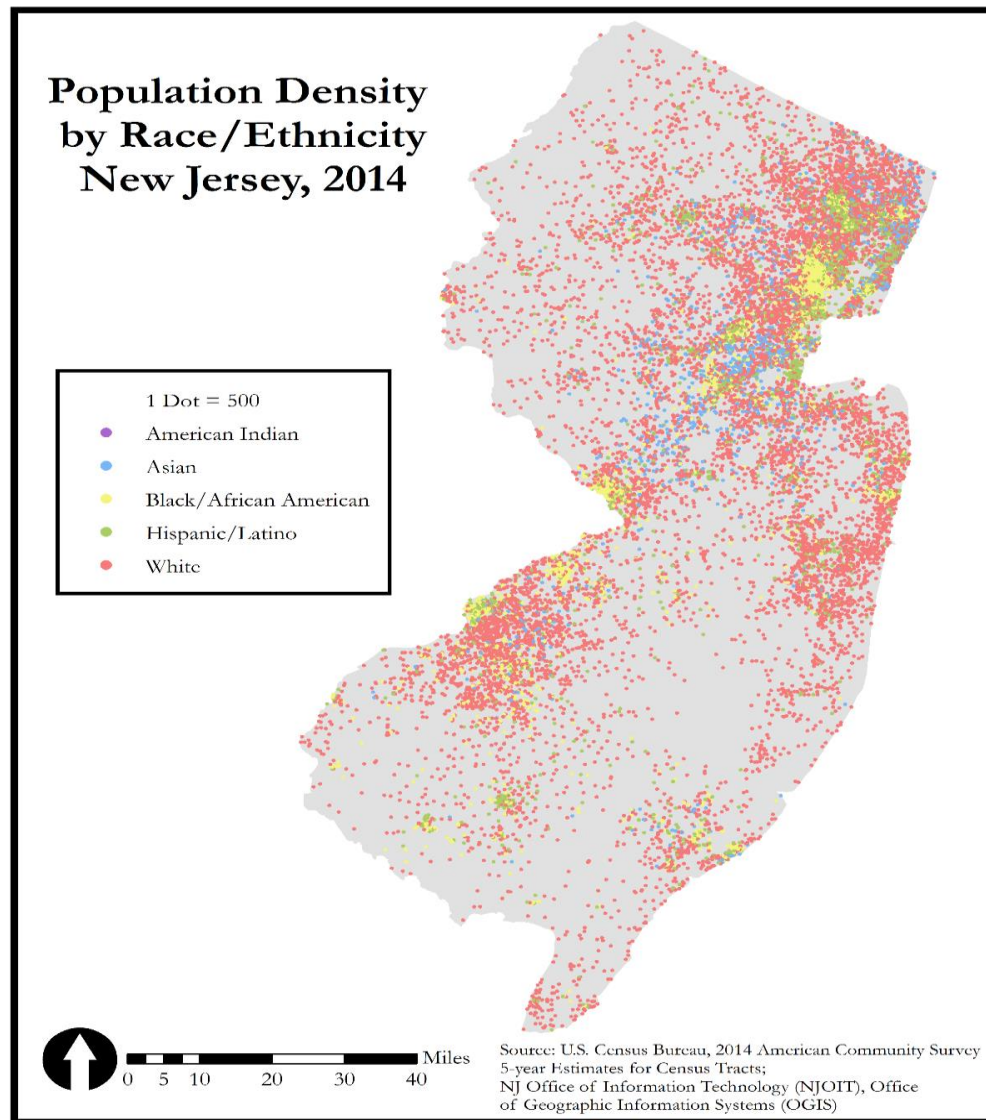 Population Density
by Race/Ethnicity
New Jersey, 2014
1 Dot = 500
American Indian
Asian
Black/African American
Hispanic/Latino
White
Miles
0 5 10 20 30 40
Source: U.S. Census Bureau, 2014 American Community Survey
5-year Estimates for Census Tracts;
NJ Office of Information Technology (NJOIT), Office
of Geographic Information Systems (OGIS)